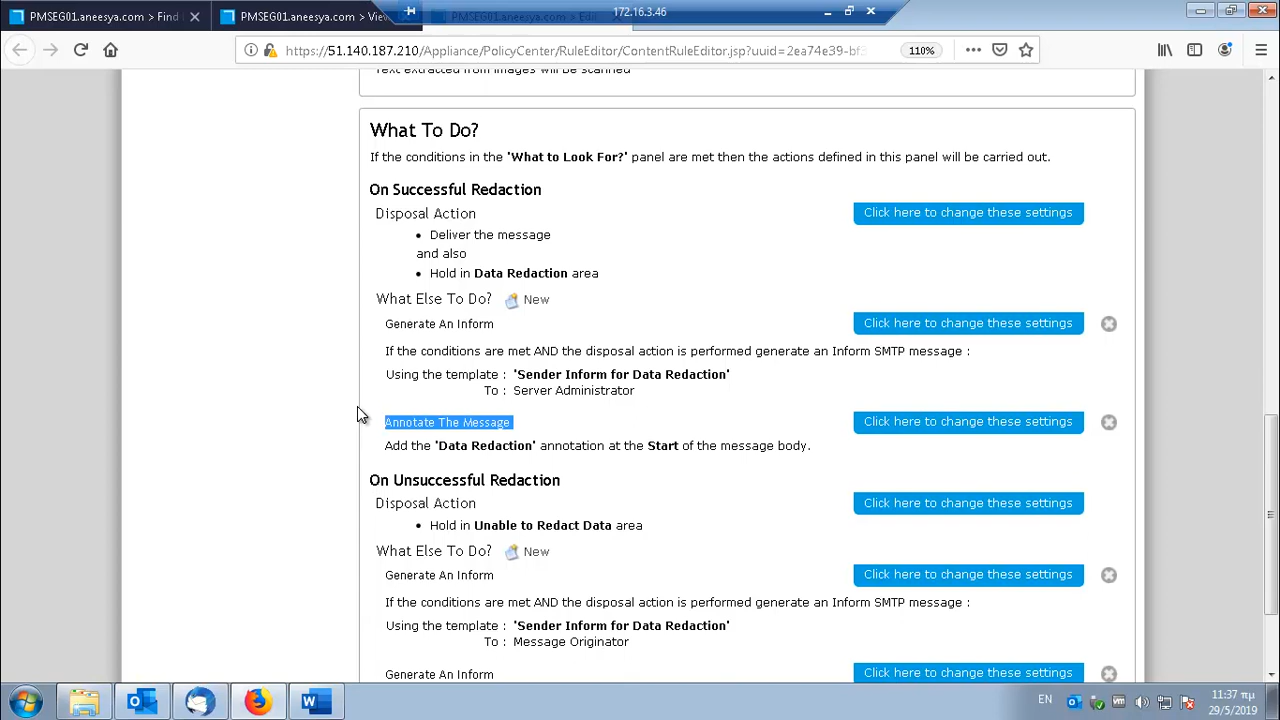 PMSEG01.aneesya.com > Find
PMSEG01.aneesya.com > View
PMSEG01.aneesya.com > Edit
172.16.3.46
https://51.140.187.210/Appliance/PolicyCenter/RuleEditor/ContentRuleEditor.jsp?uuid=2ea74e39-bf3
110%
Text extracted from images will be scanned
What To Do?
If the conditions in the 'What to Look For?' panel are met then the actions defined in this panel will be carried out.
On Successful Redaction
Disposal Action
Click here to change these settings
• Deliver the message
and also
• Hold in Data Redaction area
What Else To Do? New
Generate An Inform
Click here to change these settings
If the conditions are met AND the disposal action is performed generate an Inform SMTP message :
Using the template : 'Sender Inform for Data Redaction'
To : Server Administrator
Annotate The Message
Click here to change these settings
Add the 'Data Redaction' annotation at the Start of the message body.
On Unsuccessful Redaction
Disposal Action
Click here to change these settings
• Hold in Unable to Redact Data area
What Else To Do? New
Generate An Inform
Click here to change these settings
If the conditions are met AND the disposal action is performed generate an Inform SMTP message :
Using the template : 'Sender Inform for Data Redaction'
To : Message Originator
Generate An Inform
Click here to change these settings
EN
11:37 πμ
29/5/2019